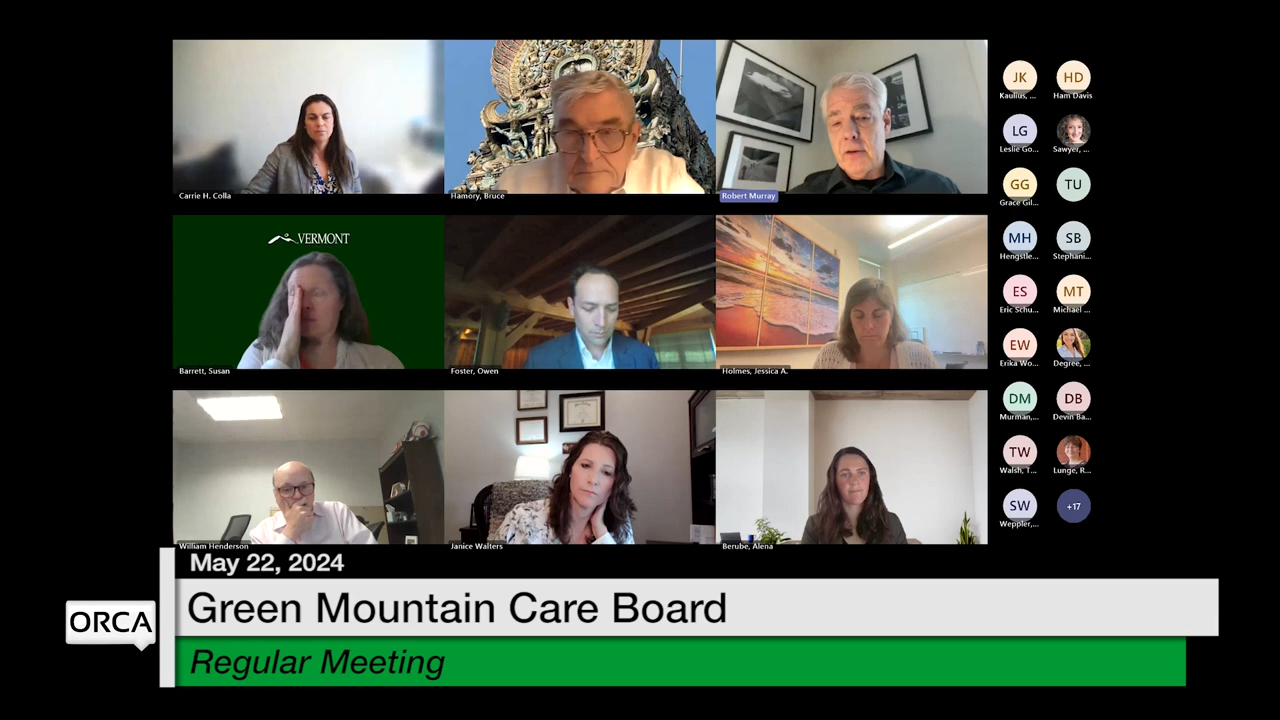 Carrie H. Colla
Hamory, Bruce
Robert Murray
VERMONT
Barrett, Susan
Foster, Owen
Holmes, Jessica A.
William Henderson
Janice Walters
Berube, Alena
JK
Kaulius, ...
HD
Ham Davis
LG
Leslie Go...
Sawyer, ...
GG
Grace Gil...
TU
MH
Hengstle...
SB
Stephani...
ES
Eric Schu...
MT
Michael ...
EW
Erika Wo...
Degree, ...
DM
Murman,...
DB
Devin Ba...
TW
Walsh, T...
Lunge, R...
SW
Weppler,...
+17
May 22, 2024
ORCA
Green Mountain Care Board
Regular Meeting